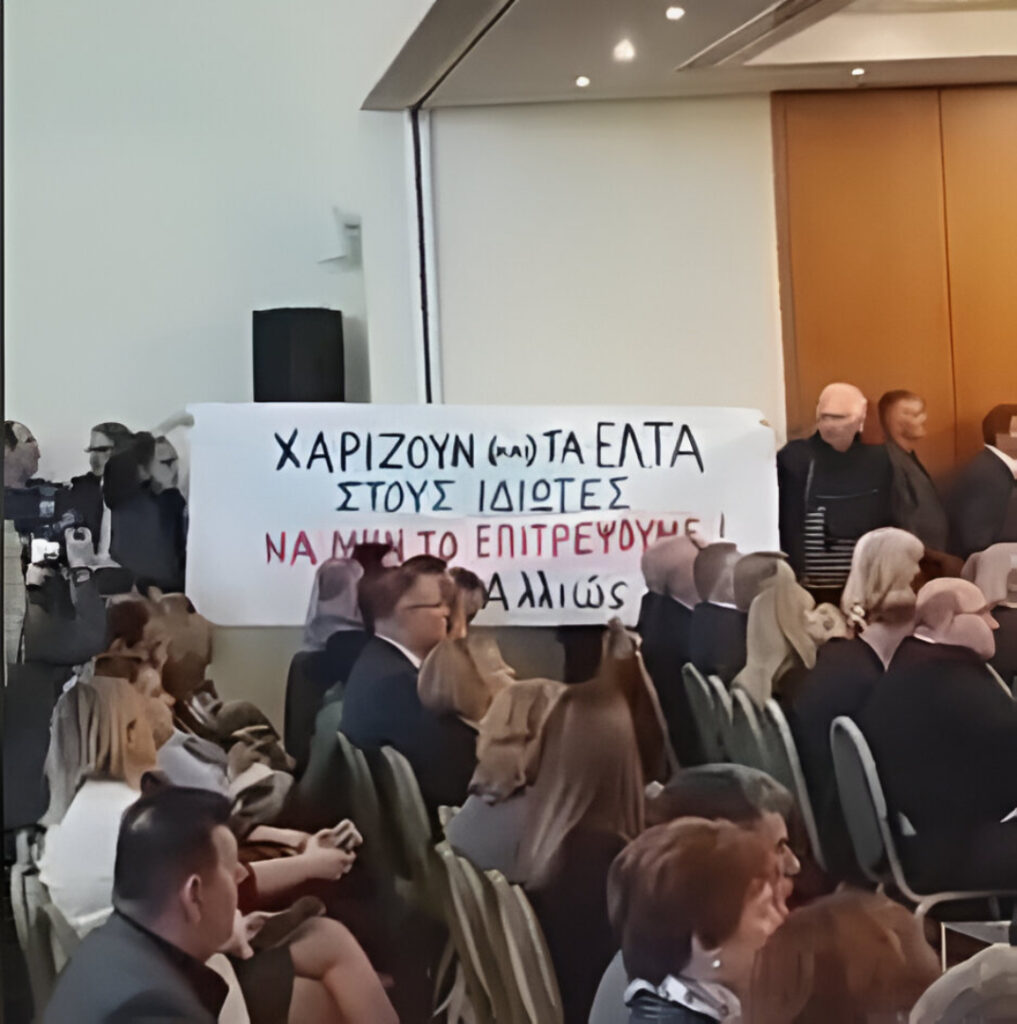 ΧΑΡΙΖΟΥΝ (ΚΑΙ) ΤΑ ΕΛΤΑ
ΣΤΟΥΣ ΙΔΙΩΤΕΣ
ΝΑ ΜΗΝ ΤΟ ΕΠΙΤΡΕΨΟΥΜΕ!
Αλλιώς